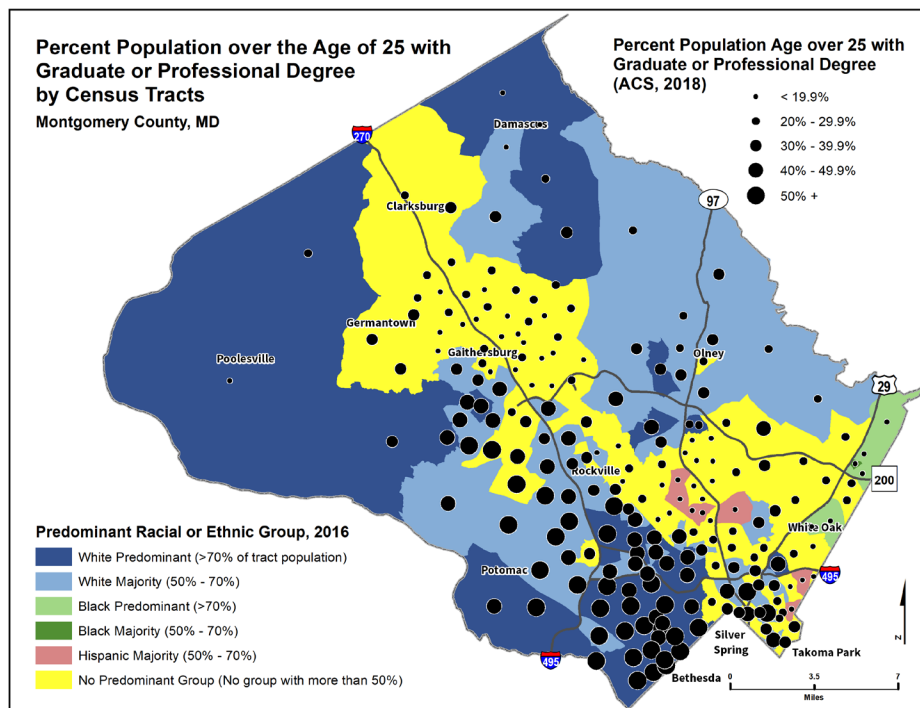 Percent Population over the Age of 25 with
Graduate or Professional Degree
by Census Tracts
Montgomery County, MD
Percent Population Age over 25 with
Graduate or Professional Degree
(ACS, 2018)
< 19.9%
20% - 29.9%
30% - 39.9%
40% - 49.9%
50% +
270
Damascus
97
Clarksburg
Germantown
Gaithersburg
Olney
Poolesville
29
Rockville
200
White Oak
Potomac
495
Silver
Spring
Takoma Park
495
Bethesda
Predominant Racial or Ethnic Group, 2016
White Predominant (>70% of tract population)
White Majority (50% - 70%)
Black Predominant (>70%)
Black Majority (50% - 70%)
Hispanic Majority (50% - 70%)
No Predominant Group (No group with more than 50%)
N
0 3.5 7
Miles